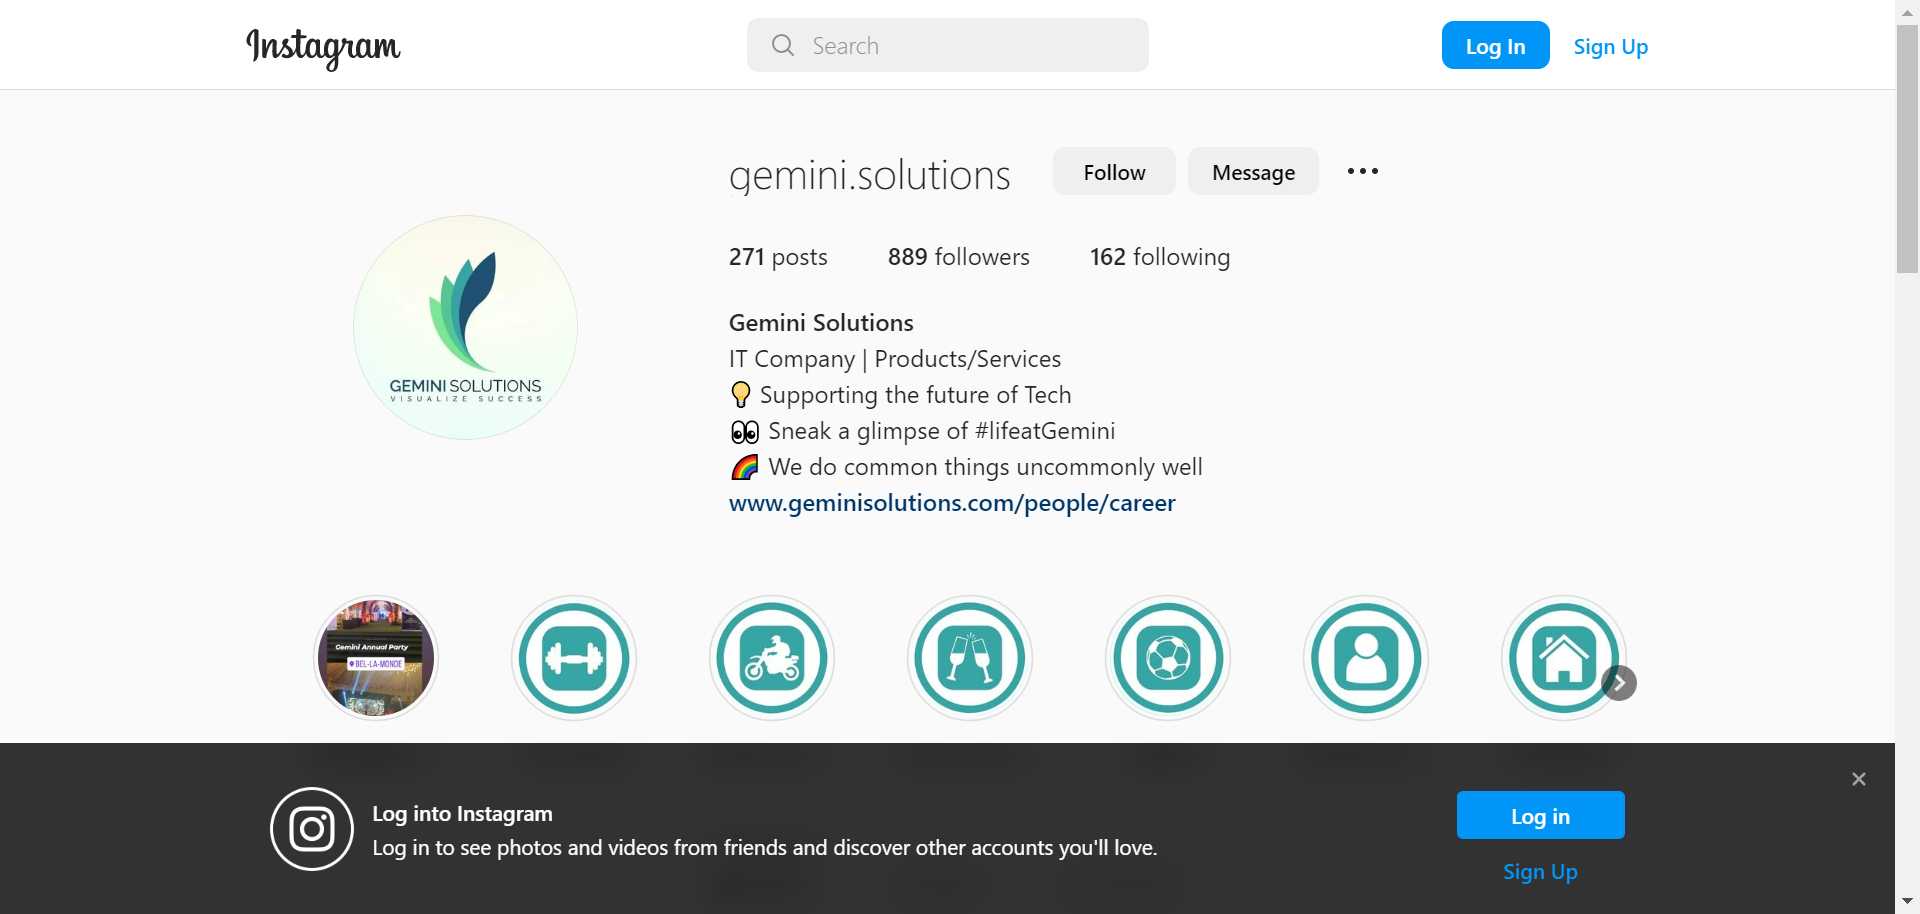 Instagram
Search
Log In
Sign Up
gemini.solutions
Follow
Message
271 posts
889 followers
162 following
GEMINI SOLUTIONS
VISUALIZE SUCCESS
Gemini Solutions
IT Company | Products/Services
💡 Supporting the future of Tech
👀 Sneak a glimpse of #lifeatGemini
🌈 We do common things uncommonly well
www.geminisolutions.com/people/career
Gemini Annual Party
BEL-LA-MONDE
Log into Instagram
Log in to see photos and videos from friends and discover other accounts you'll love.
Log in
Sign Up